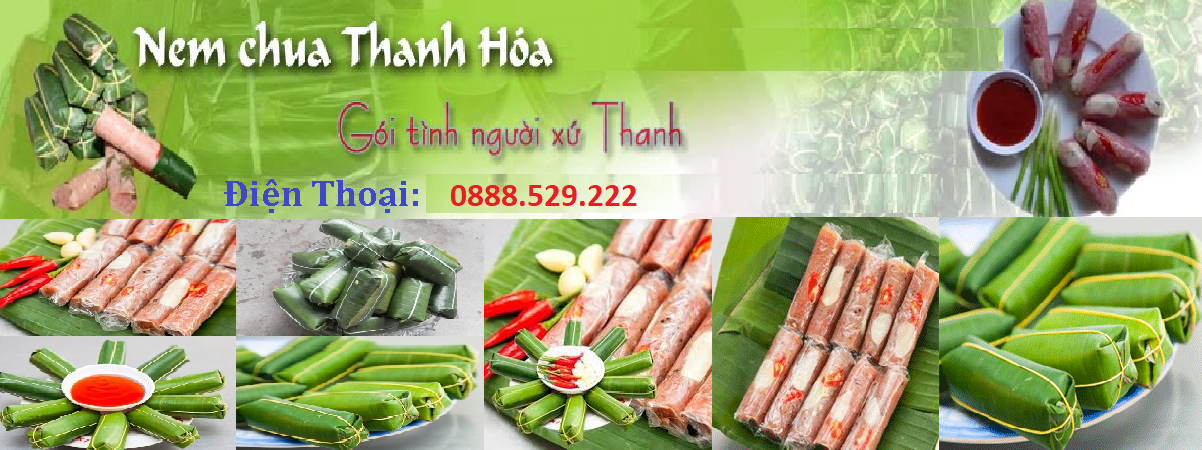 Nem chua Thanh Hóa
Gói tình người xứ Thanh
Điện Thoại: 0888.529.222